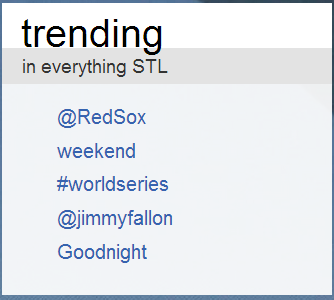 trending
in everything STL
@RedSox
weekend
#worldseries
@jimmyfallon
Goodnight